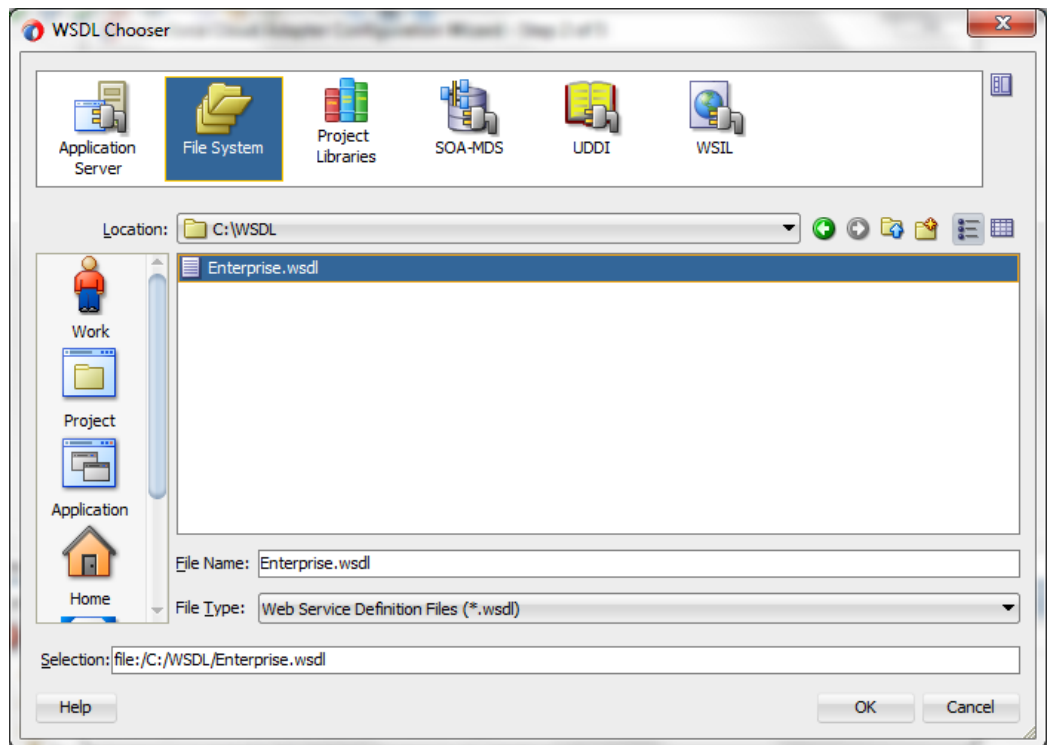 WSDL Chooser
Application Server
File System
Project Libraries
SOA-MDS
UDDI
WSIL
Location:
C:\WSDL
Enterprise.wsdl
Work
Project
Application
Home
File Name:
Enterprise.wsdl
File Type:
Web Service Definition Files (*.wsdl)
Selection:
file:/C:/WSDL/Enterprise.wsdl
Help
OK
Cancel